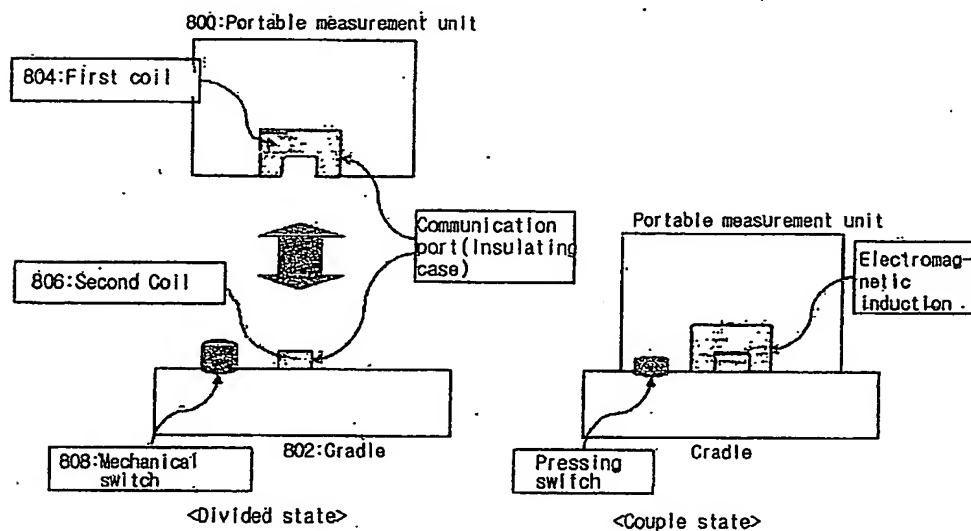 800:Portable measurement unit
804:First coil
Communication
port(Insulating
case)
806:Second Coil
808:Mechanical
switch
802:Cradle
<Divided state>
Portable measurement unit
Electromag-
netic
induction
Pressing
switch
Cradle
<Couple state>